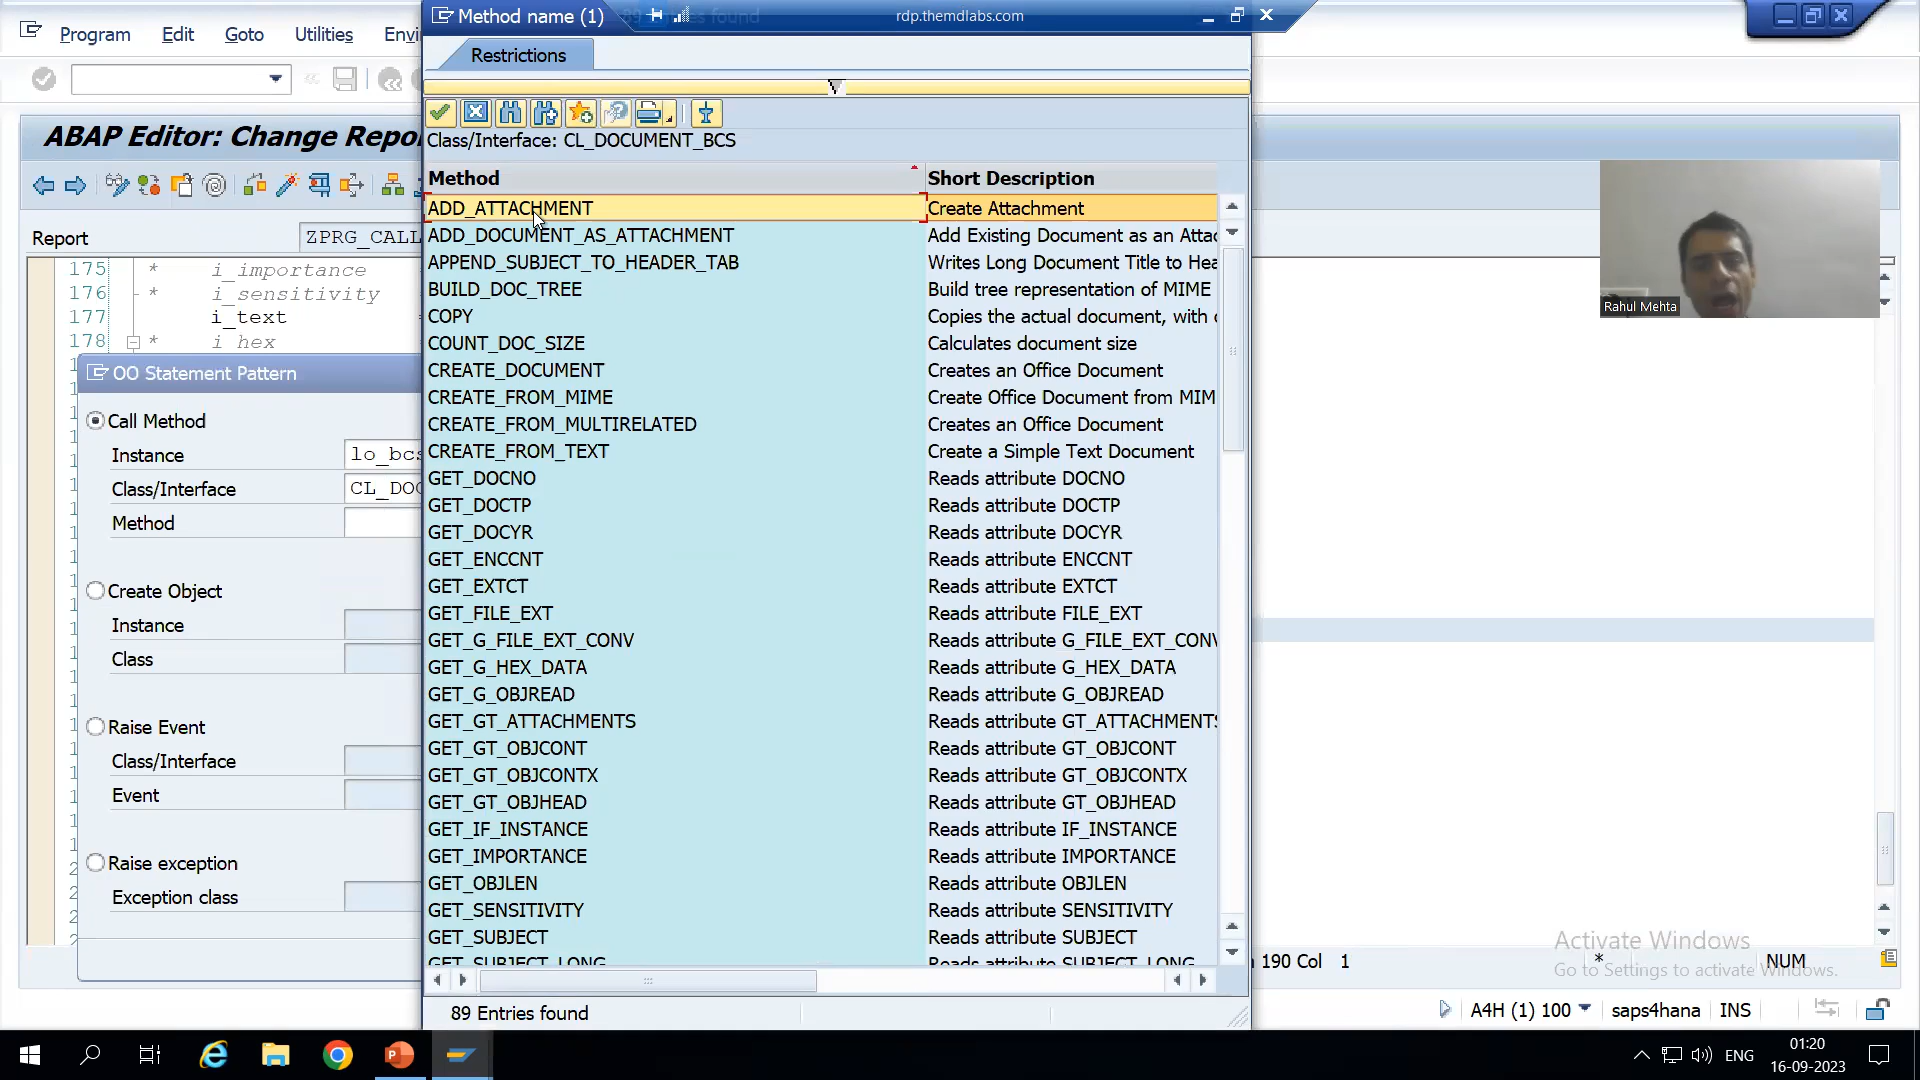 Method name (1)
rdp.themdlabs.com
Program Edit Goto Utilities Envi
Restrictions
Class/Interface: CL_DOCUMENT_BCS
ABAP Editor: Change Repo
Method Short Description
Report ZPRG_CALL
175 * i_importance
176 * i_sensitivity
177 i_text
178 * i_hex
OO Statement Pattern
Call Method
Instance lo_bcs
Class/Interface CL_DOC
Method
Create Object
Instance
Class
Raise Event
Class/Interface
Event
Raise exception
Exception class
ADD_ATTACHMENT Create Attachment
ADD_DOCUMENT_AS_ATTACHMENT Add Existing Document as an Attac
APPEND_SUBJECT_TO_HEADER_TAB Writes Long Document Title to Hea
BUILD_DOC_TREE Build tree representation of MIME
COPY Copies the actual document, with
COUNT_DOC_SIZE Calculates document size
CREATE_DOCUMENT Creates an Office Document
CREATE_FROM_MIME Create Office Document from MIM
CREATE_FROM_MULTIRELATED Creates an Office Document
CREATE_FROM_TEXT Create a Simple Text Document
GET_DOCNO Reads attribute DOCNO
GET_DOCTP Reads attribute DOCTP
GET_DOCYR Reads attribute DOCYR
GET_ENCCNT Reads attribute ENCCNT
GET_EXTCT Reads attribute EXTCT
GET_FILE_EXT Reads attribute FILE_EXT
GET_G_FILE_EXT_CONV Reads attribute G_FILE_EXT_CONV
GET_G_HEX_DATA Reads attribute G_HEX_DATA
GET_G_OBJREAD Reads attribute G_OBJREAD
GET_GT_ATTACHMENTS Reads attribute GT_ATTACHMENTS
GET_GT_OBJCONT Reads attribute GT_OBJCONT
GET_GT_OBJCONTX Reads attribute GT_OBJCONTX
GET_GT_OBJHEAD Reads attribute GT_OBJHEAD
GET_IF_INSTANCE Reads attribute IF_INSTANCE
GET_IMPORTANCE Reads attribute IMPORTANCE
GET_OBJLEN Reads attribute OBJLEN
GET_SENSITIVITY Reads attribute SENSITIVITY
GET_SUBJECT Reads attribute SUBJECT
GET_SUBJECT_LONG Reads attribute SUBJECT_LONG
89 Entries found
Rahul Mehta
190 Col 1 * NUM
Activate Windows
Go to Settings to activate Windows.
A4H (1) 100 saps4hana INS
ENG
01:20
16-09-2023